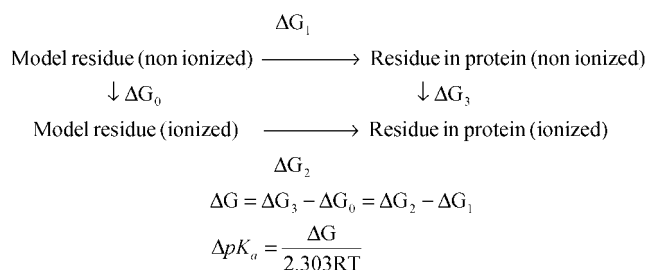 ΔG₁
Model residue (non ionized) ⟶ Residue in protein (non ionized)
↓ ΔG₀ ↓ ΔG₃
Model residue (ionized) ⟶ Residue in protein (ionized)
ΔG₂
ΔG = ΔG₃ − ΔG₀ = ΔG₂ − ΔG₁
ΔpKₐ = ΔG / 2.303RT